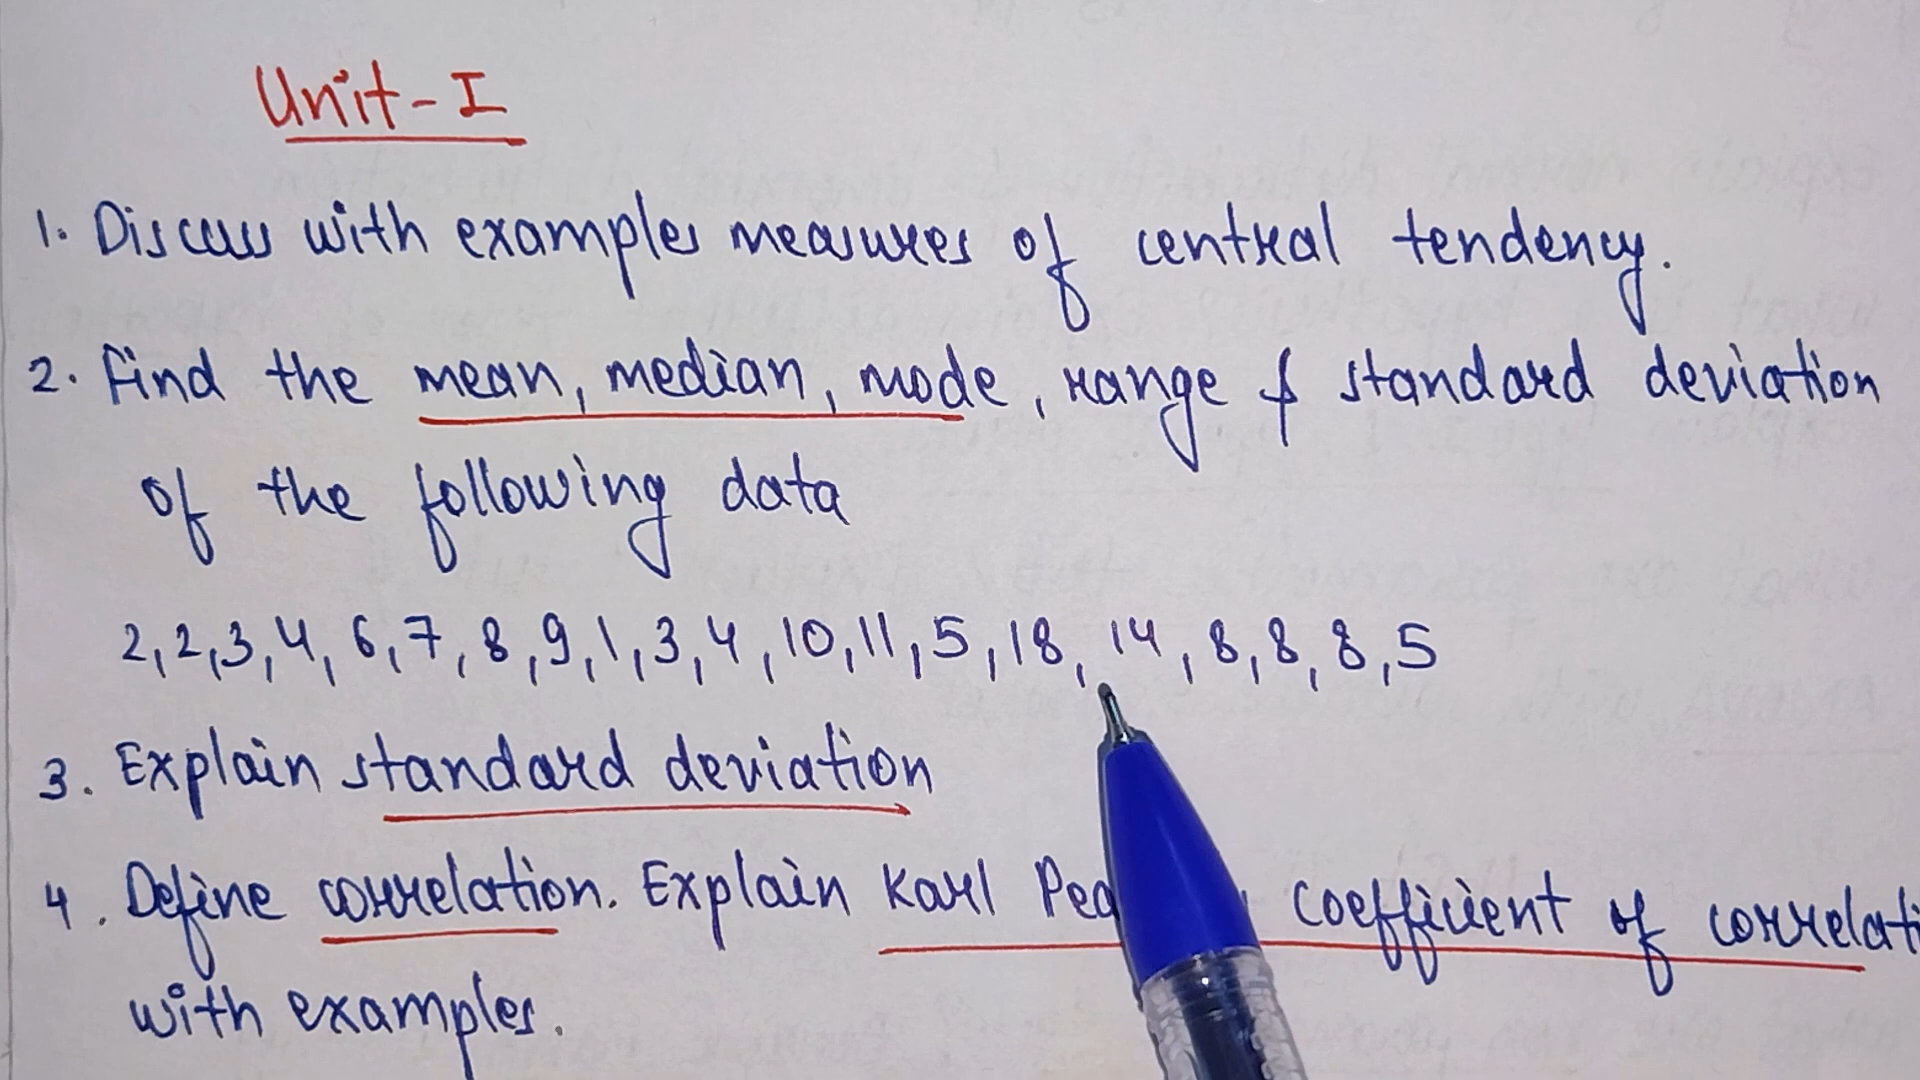 Unit-I
1. Discuss with examples measures of central tendency.
2. Find the mean, median, mode, range & standard deviation
of the following data
2,2,3,4,6,7,8,9,1,3,4,10,11,5,18,14,8,8,8,5
3. Explain standard deviation
4. Define correlation. Explain Karl Pea coefficient of correlati
with examples.